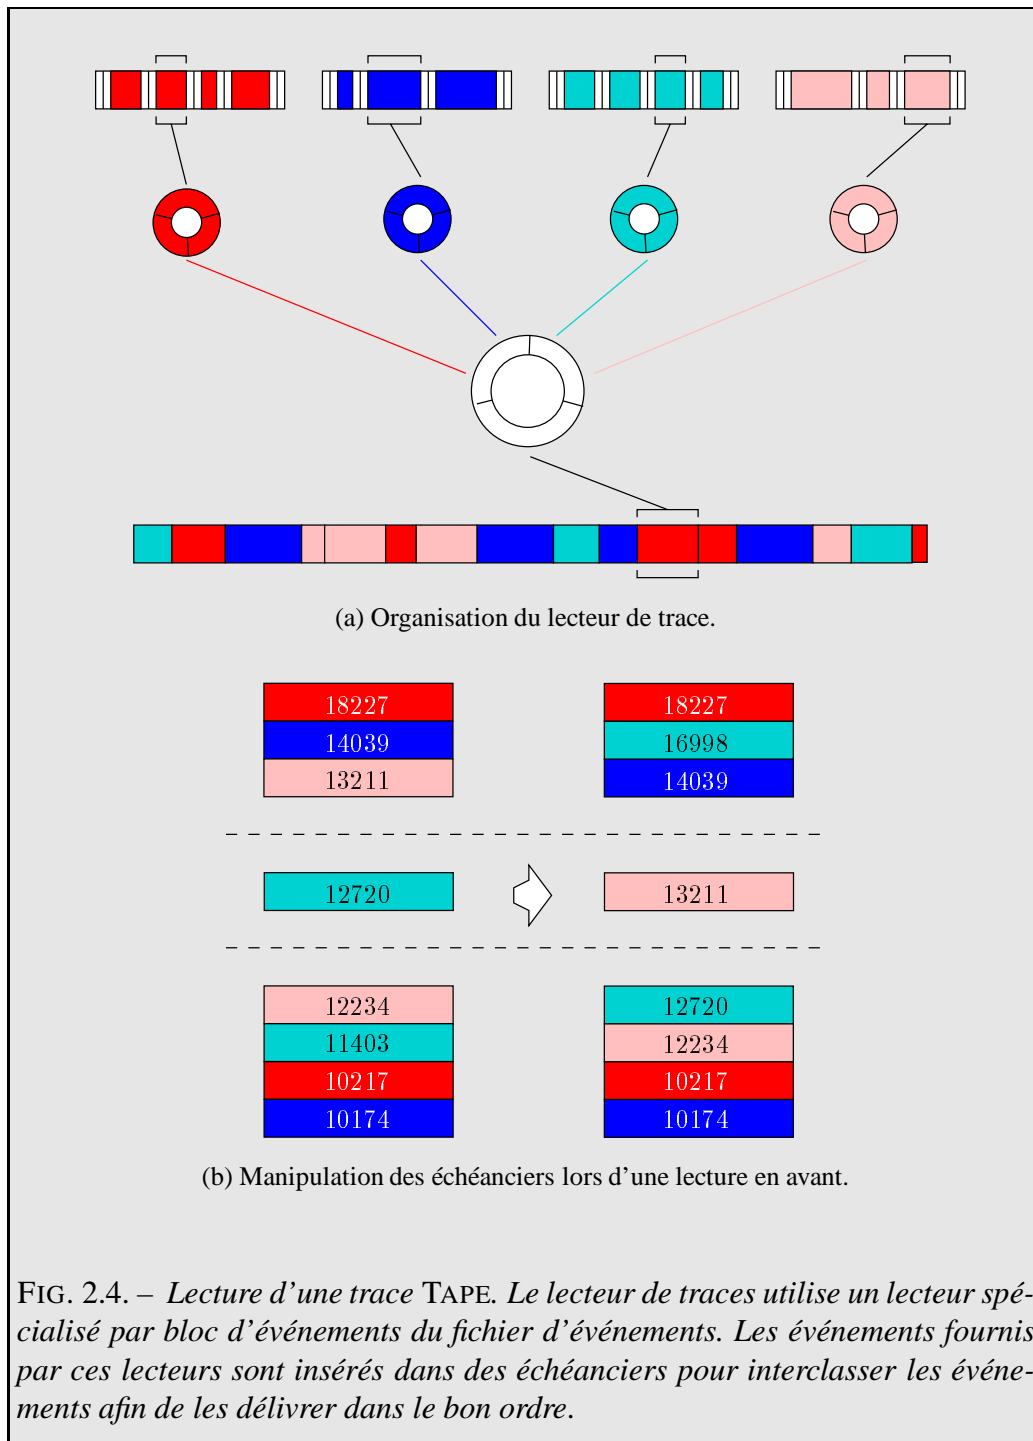 (a) Organisation du lecteur de trace.
18227 18227
14039 16998
13211 14039
12720 13211
12234 12720
11403 12234
10217 10217
10174 10174
(b) Manipulation des échéanciers lors d'une lecture en avant.
FIG. 2.4. – Lecture d'une trace TAPE. Le lecteur de traces utilise un lecteur spé-
cialisé par bloc d'événements du fichier d'événements. Les événements fournis
par ces lecteurs sont insérés dans des échéanciers pour interclasser les événe-
ments afin de les délivrer dans le bon ordre.